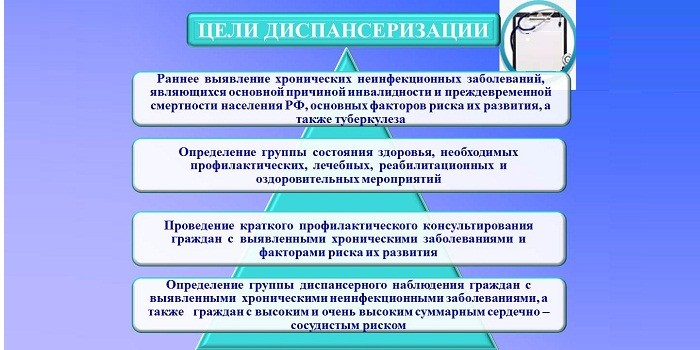 ЦЕЛИ ДИСПАНСЕРИЗАЦИИ
Раннее выявление хронических неинфекционных заболеваний,
являющихся основной причиной инвалидности и преждевременной
смертности населения РФ, основных факторов риска их развития, а
также туберкулеза
Определение группы состояния здоровья, необходимых
профилактических, лечебных, реабилитационных и
оздоровительных мероприятий
Проведение краткого профилактического консультирования
граждан с выявленными хроническими заболеваниями и
факторами риска их развития
Определение группы диспансерного наблюдения граждан с
выявленными хроническими неинфекционными заболеваниями, а
также граждан с высоким и очень высоким суммарным сердечно –
сосудистым риском